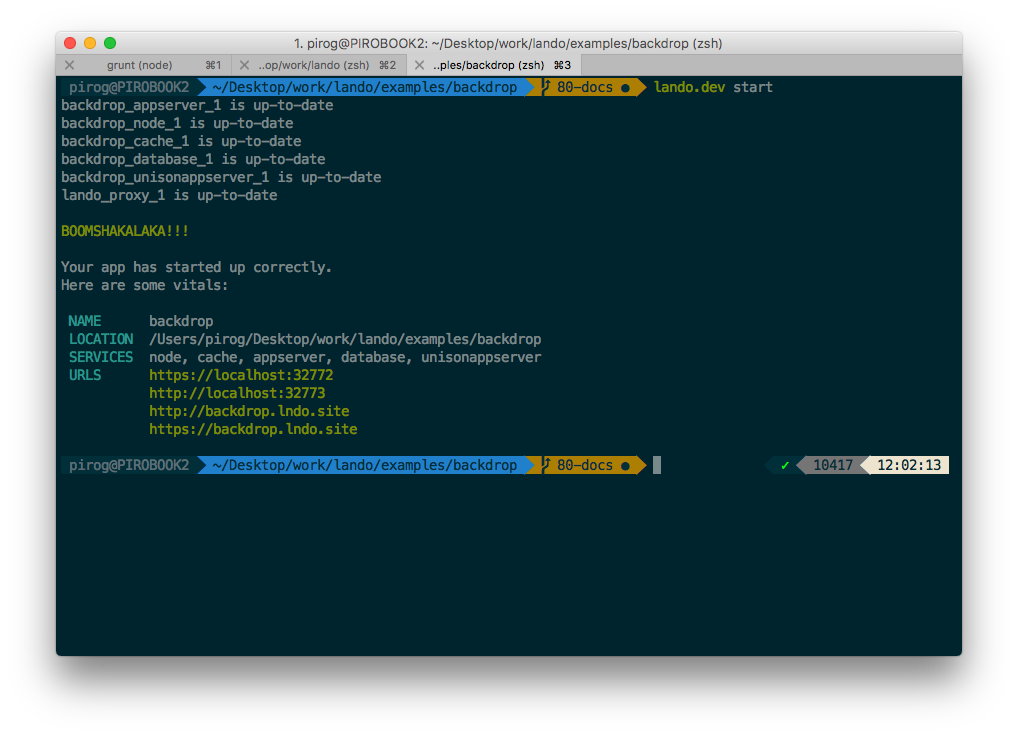 1. pirog@PIROBOOK2: ~/Desktop/work/lando/examples/backdrop (zsh)
grunt (node) ⌘1 ..op/work/lando (zsh) ⌘2 ..ples/backdrop (zsh) ⌘3
pirog@PIROBOOK2 ~/Desktop/work/lando/examples/backdrop 80-docs ● lando.dev start
backdrop_appserver_1 is up-to-date
backdrop_node_1 is up-to-date
backdrop_cache_1 is up-to-date
backdrop_database_1 is up-to-date
backdrop_unisonappserver_1 is up-to-date
lando_proxy_1 is up-to-date
BOOMSHAKALAKA!!!
Your app has started up correctly.
Here are some vitals:
NAME backdrop
LOCATION /Users/pirog/Desktop/work/lando/examples/backdrop
SERVICES node, cache, appserver, database, unisonappserver
URLS https://localhost:32772
http://localhost:32773
http://backdrop.lndo.site
https://backdrop.lndo.site
pirog@PIROBOOK2 ~/Desktop/work/lando/examples/backdrop 80-docs ● ✓ 10417 12:02:13